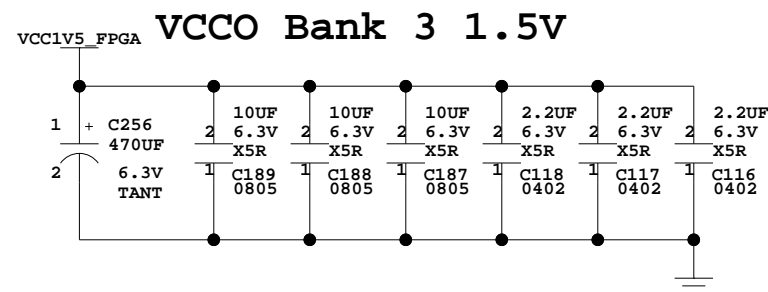 VCCO Bank 3 1.5V
VCC1V5_FPGA
1 + C256
470UF
2 6.3V
TANT
10UF
2 6.3V
X5R
1 C189
0805
10UF
2 6.3V
X5R
1 C188
0805
10UF
2 6.3V
X5R
1 C187
0805
2.2UF
2 6.3V
X5R
1 C118
0402
2.2UF
2 6.3V
X5R
1 C117
0402
2.2UF
2 6.3V
X5R
1 C116
0402